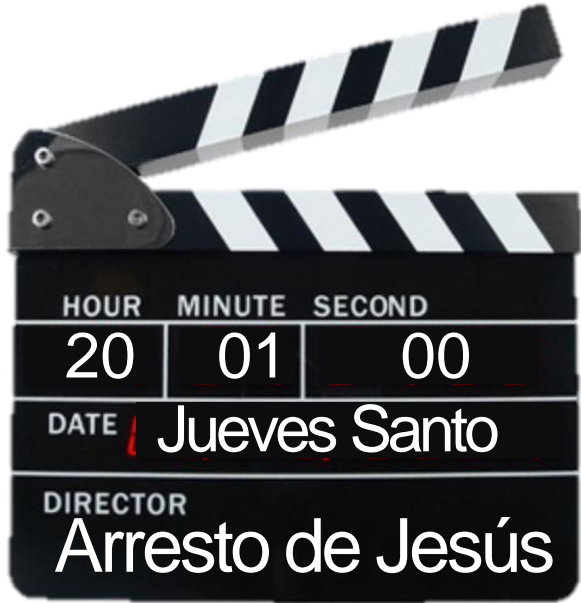 HOUR MINUTE SECOND
20 01 00
DATE Jueves Santo
DIRECTOR
Arresto de Jesús